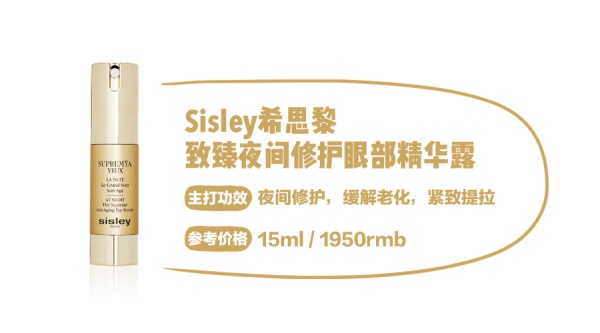 SUPREMŸA
YEUX
LA NUIT
Le Grand Soin
Anti-Âge
AT NIGHT
The Supreme
Anti-Aging Eye Serum
sisley
PARIS
Sisley希思黎
致臻夜间修护眼部精华露
主打功效 夜间修护，缓解老化，紧致提拉
参考价格 15ml / 1950rmb